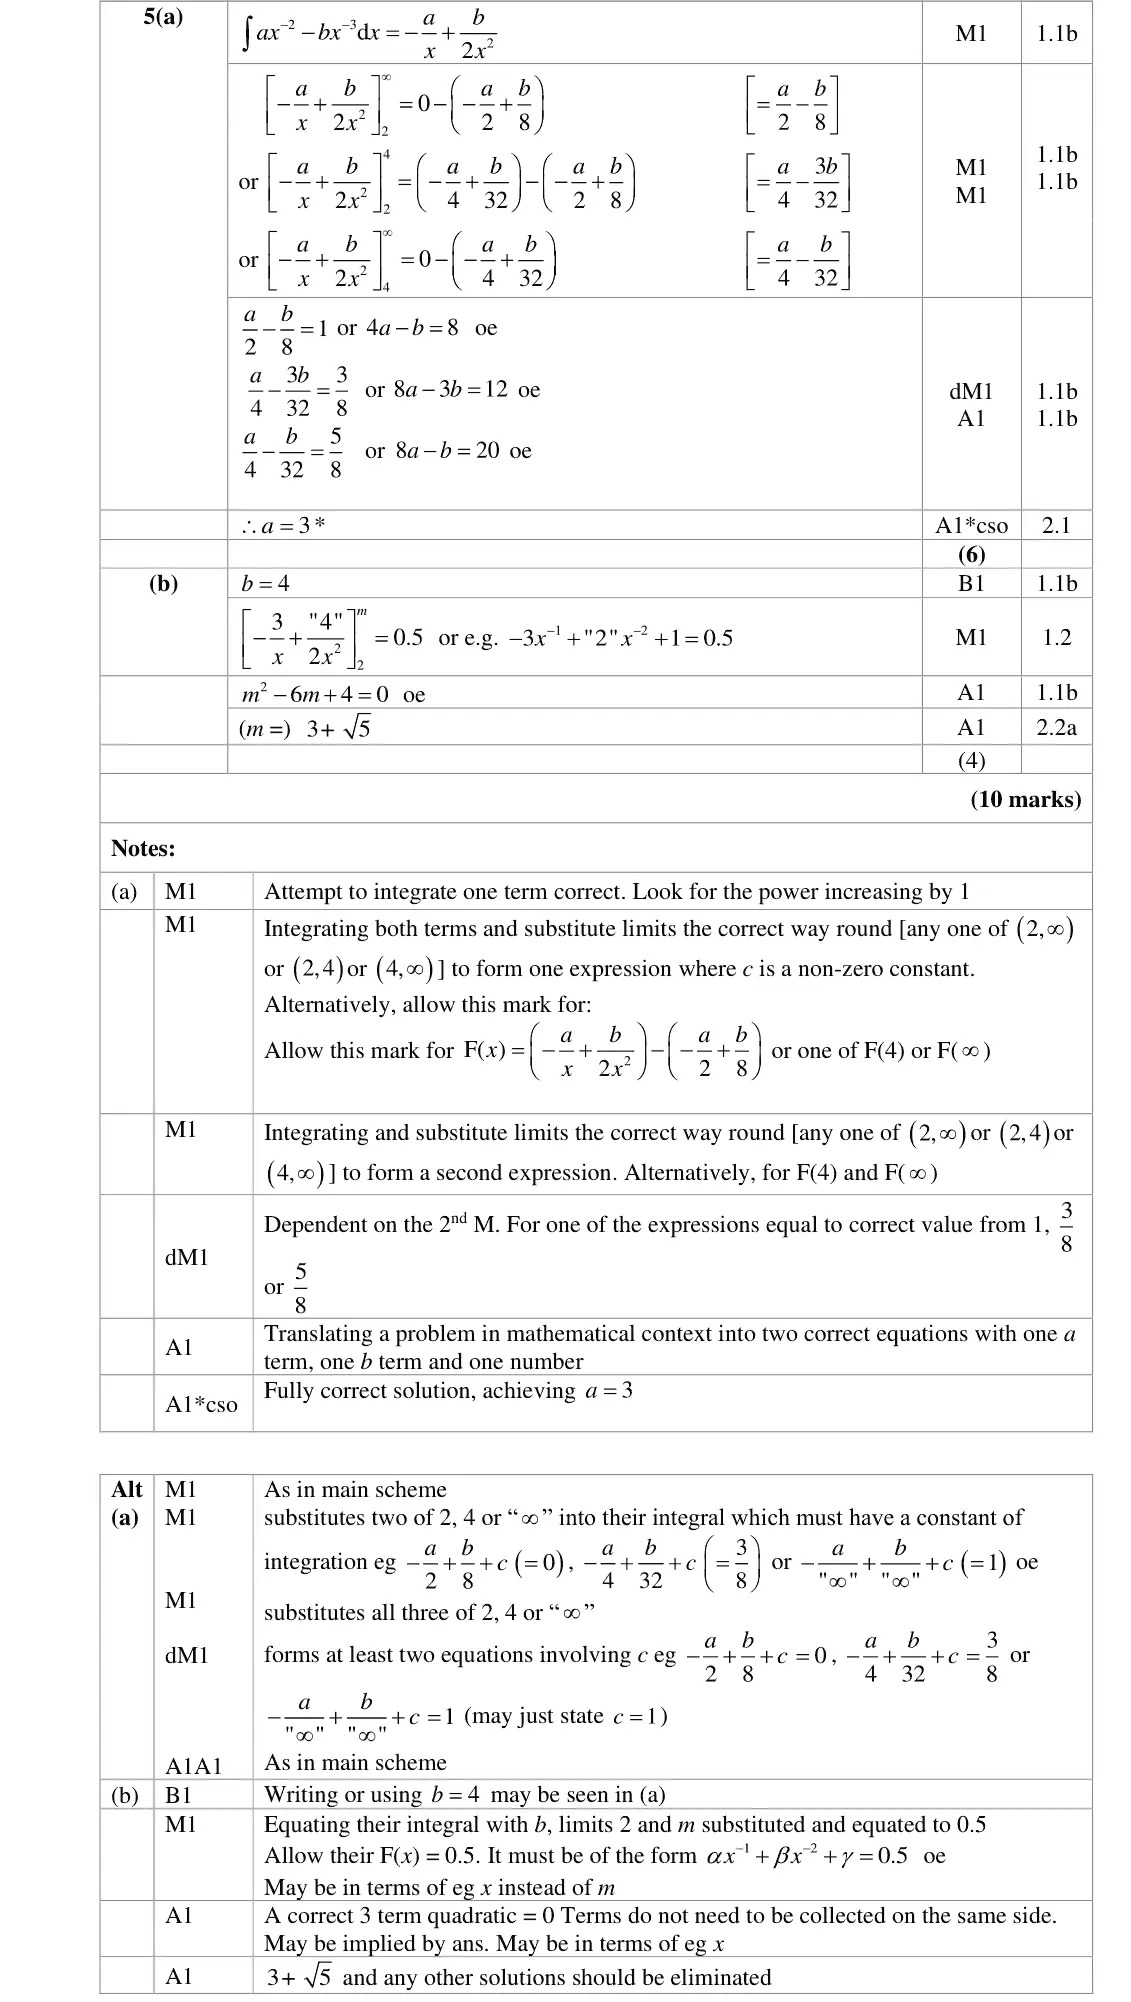 5(a) ∫ax⁻² − bx⁻³dx = −a/x + b/2x² M1 1.1b
[−a/x + b/2x²]₂^∞ = 0 − (−a/2 + b/8) [= a/2 − b/8]
or [−a/x + b/2x²]₂⁴ = (−a/4 + b/32) − (−a/2 + b/8) [= a/4 − 3b/32] M1 M1 1.1b 1.1b
or [−a/x + b/2x²]₄^∞ = 0 − (−a/4 + b/32) [= a/4 − b/32]
a/2 − b/8 = 1 or 4a − b = 8 oe
a/4 − 3b/32 = 3/8 or 8a − 3b = 12 oe dM1 A1 1.1b 1.1b
a/4 − b/32 = 5/8 or 8a − b = 20 oe
∴ a = 3 * A1*cso 2.1
(6)
(b) b = 4 B1 1.1b
[−3/x + "4"/2x²]₂^m = 0.5 or e.g. −3x⁻¹ + "2"x⁻² + 1 = 0.5 M1 1.2
m² − 6m + 4 = 0 oe A1 1.1b
(m =) 3 + √5 A1 2.2a
(4)
(10 marks)
Notes:
(a) M1 Attempt to integrate one term correct. Look for the power increasing by 1
M1 Integrating both terms and substitute limits the correct way round [any one of (2, ∞)
or (2, 4) or (4, ∞) ] to form one expression where c is a non-zero constant.
Alternatively, allow this mark for:
Allow this mark for F(x) = (−a/x + b/2x²) − (−a/2 + b/8) or one of F(4) or F( ∞ )
M1 Integrating and substitute limits the correct way round [any one of (2, ∞) or (2, 4) or
(4, ∞) ] to form a second expression. Alternatively, for F(4) and F( ∞ )
dM1 Dependent on the 2nd M. For one of the expressions equal to correct value from 1, 3/8
or 5/8
A1 Translating a problem in mathematical context into two correct equations with one a
term, one b term and one number
A1*cso Fully correct solution, achieving a = 3
Alt M1 As in main scheme
(a) M1 substitutes two of 2, 4 or “ ∞ ” into their integral which must have a constant of
integration eg −a/2 + b/8 + c (= 0) , −a/4 + b/32 + c (= 3/8) or −a/"∞" + b/"∞" + c (= 1) oe
M1 substitutes all three of 2, 4 or “ ∞ ”
dM1 forms at least two equations involving c eg −a/2 + b/8 + c = 0 , −a/4 + b/32 + c = 3/8 or
−a/"∞" + b/"∞" + c = 1 (may just state c = 1 )
A1A1 As in main scheme
(b) B1 Writing or using b = 4 may be seen in (a)
M1 Equating their integral with b, limits 2 and m substituted and equated to 0.5
Allow their F(x) = 0.5. It must be of the form αx⁻¹ + βx⁻² + γ = 0.5 oe
May be in terms of eg x instead of m
A1 A correct 3 term quadratic = 0 Terms do not need to be collected on the same side.
May be implied by ans. May be in terms of eg x
A1 3 + √5 and any other solutions should be eliminated